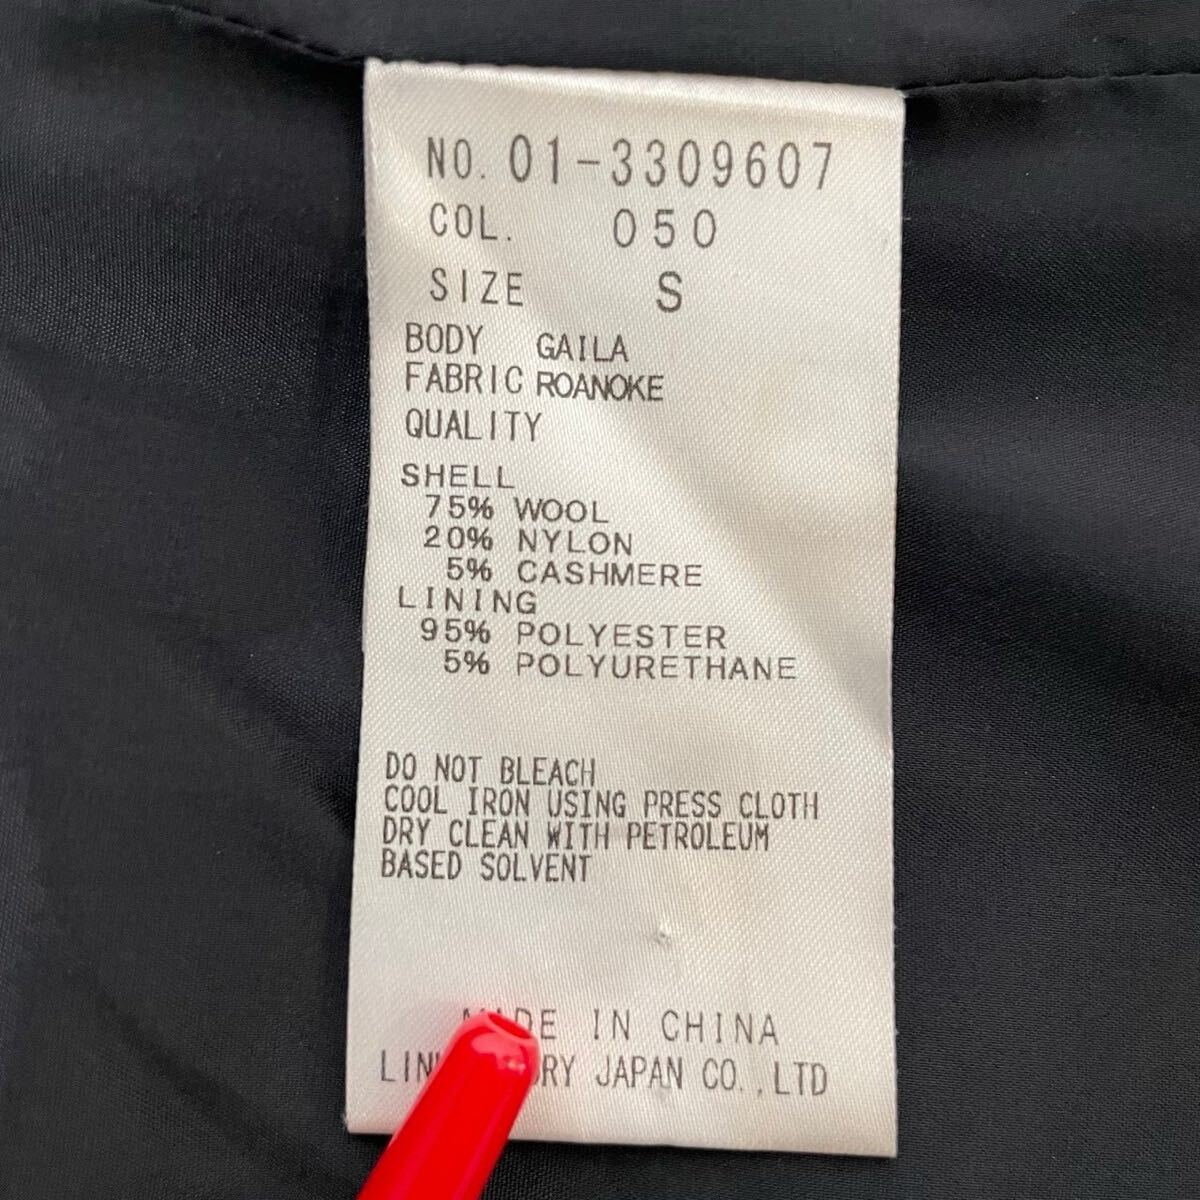 NO. 01-3309607
COL. 050
SIZE S
BODY GAILA
FABRIC ROANOKE
QUALITY
SHELL
75% WOOL
20% NYLON
5% CASHMERE
LINING
95% POLYESTER
5% POLYURETHANE
DO NOT BLEACH
COOL IRON USING PRESS CLOTH
DRY CLEAN WITH PETROLEUM
BASED SOLVENT
MADE IN CHINA
JAPAN CO.,LTD